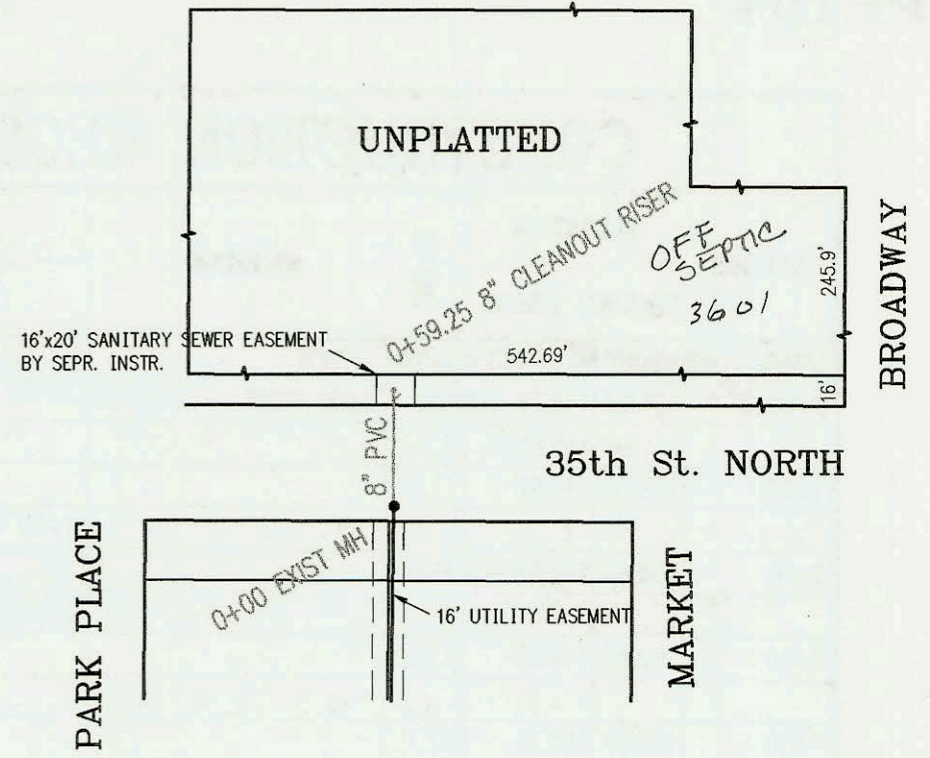 UNPLATTED
0+59.25 8" CLEANOUT RISER
OFF
SEPTIC
3601
245.9'
BROADWAY
16'x20' SANITARY SEWER EASEMENT
BY SEPR. INSTR.
542.69'
16'
8" PVC
35th St. NORTH
PARK PLACE
0+00 EXIST MH
16' UTILITY EASEMENT
MARKET